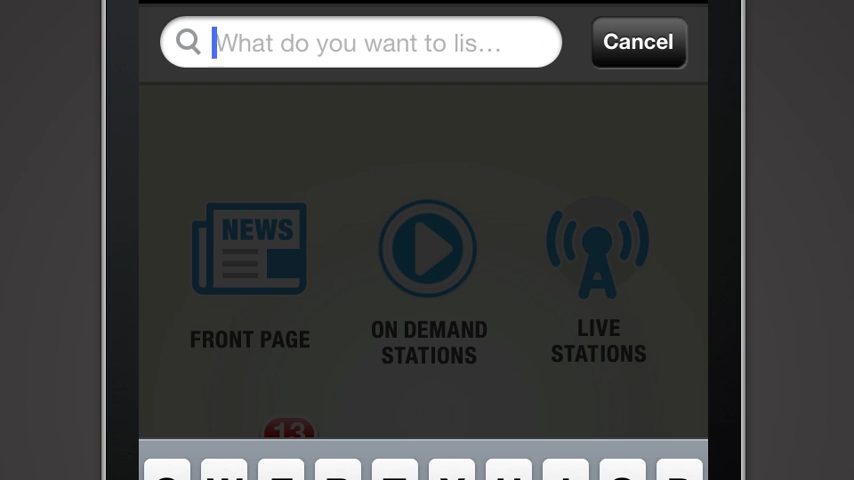 What do you want to lis…
Cancel
NEWS
FRONT PAGE
ON DEMAND
STATIONS
LIVE
STATIONS
13